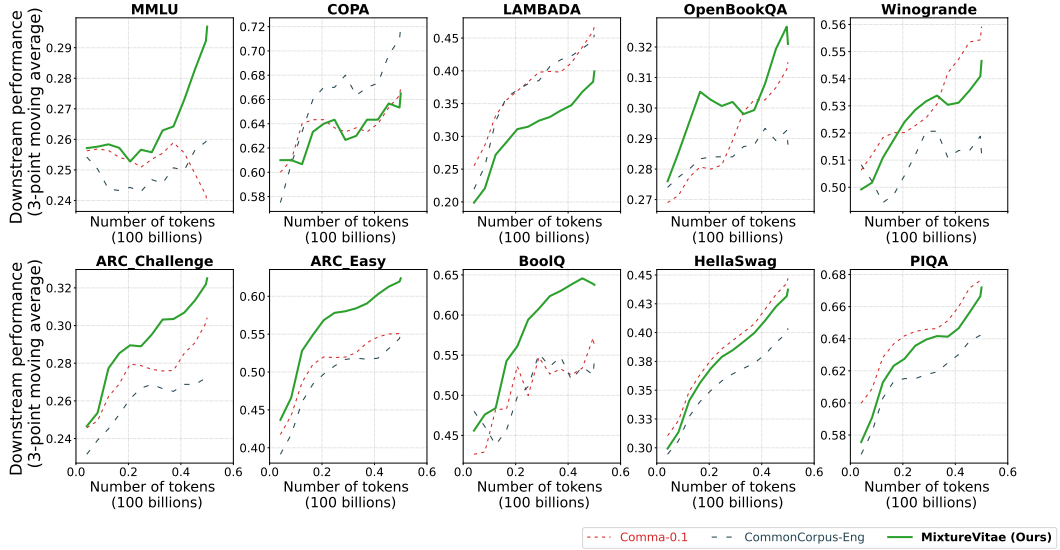 MMLU
COPA
LAMBADA
OpenBookQA
Winogrande
Downstream performance
(3-point moving average)
0.29
0.28
0.27
0.26
0.25
0.24
0.72
0.70
0.68
0.66
0.64
0.62
0.60
0.58
0.45
0.40
0.35
0.30
0.25
0.20
0.32
0.31
0.30
0.29
0.28
0.27
0.56
0.55
0.54
0.53
0.52
0.51
0.50
Number of tokens
(100 billions)
Number of tokens
(100 billions)
Number of tokens
(100 billions)
Number of tokens
(100 billions)
Number of tokens
(100 billions)
ARC_Challenge
ARC_Easy
BoolQ
HellaSwag
PIQA
Downstream performance
(3-point moving average)
0.32
0.30
0.28
0.26
0.24
0.60
0.55
0.50
0.45
0.40
0.65
0.60
0.55
0.50
0.45
0.45
0.43
0.40
0.38
0.35
0.33
0.30
0.68
0.66
0.64
0.62
0.60
0.58
0.0 0.2 0.4 0.6
0.0 0.2 0.4 0.6
0.0 0.2 0.4 0.6
0.0 0.2 0.4 0.6
0.0 0.2 0.4 0.6
Number of tokens
(100 billions)
Number of tokens
(100 billions)
Number of tokens
(100 billions)
Number of tokens
(100 billions)
Number of tokens
(100 billions)
Comma-0.1
CommonCorpus-Eng
MixtureVitae (Ours)